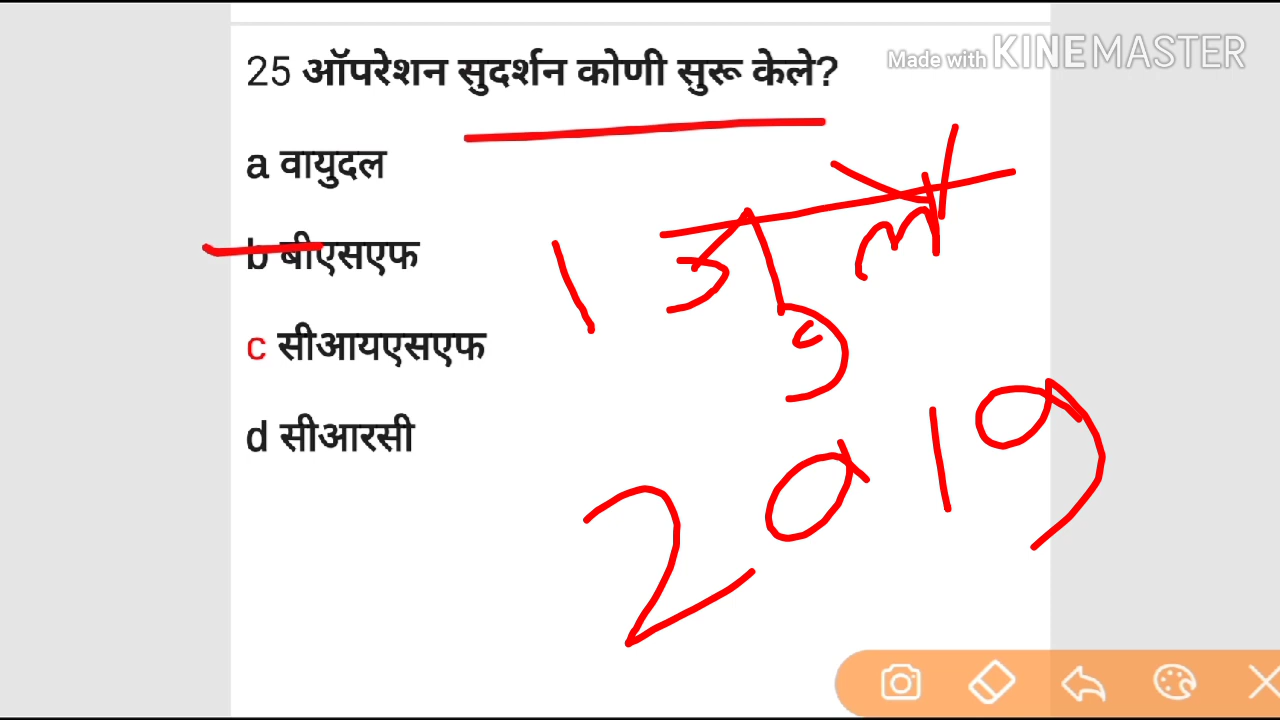 25 ऑपरेशन सुदर्शन कोणी सुरू केले?
Made with KINEMASTER
a वायुदल
b बीएसएफ
1
c सीआयएसएफ
d सीआरसी
2019